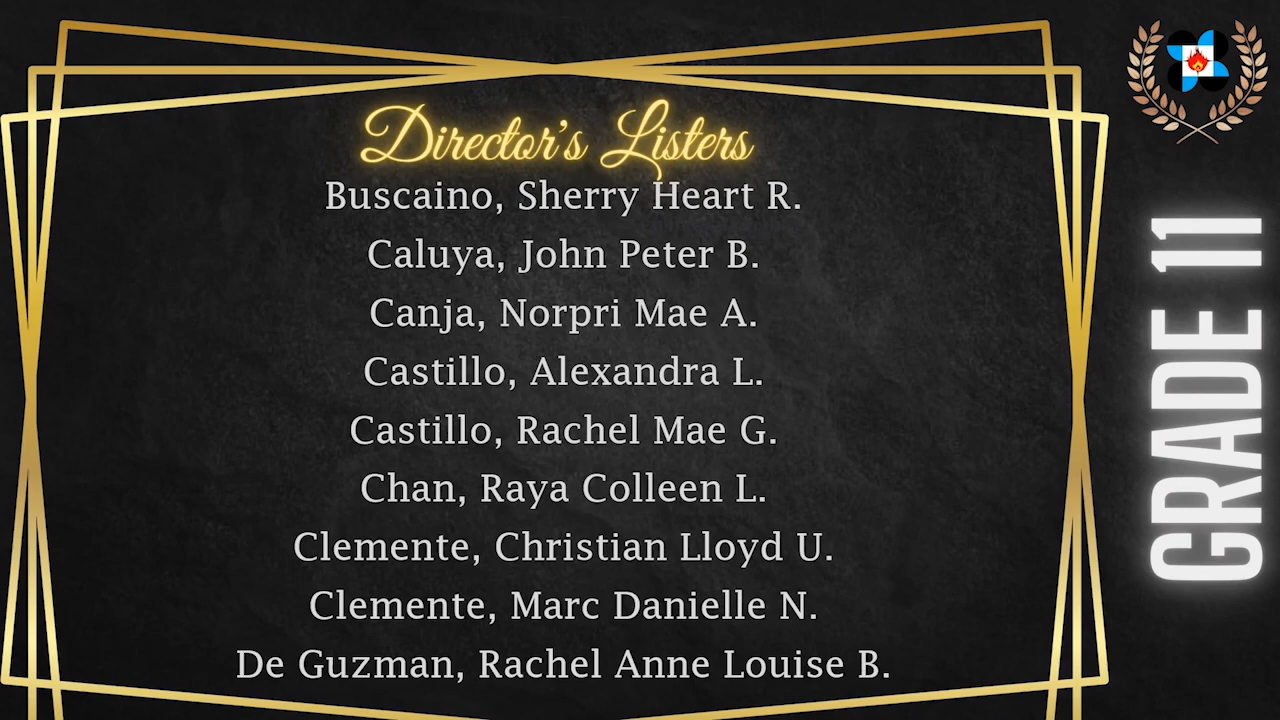 Director's Listers
Buscaino, Sherry Heart R.
Caluya, John Peter B.
Canja, Norpri Mae A.
Castillo, Alexandra L.
Castillo, Rachel Mae G.
Chan, Raya Colleen L.
Clemente, Christian Lloyd U.
Clemente, Marc Danielle N.
De Guzman, Rachel Anne Louise B.
GRADE 11